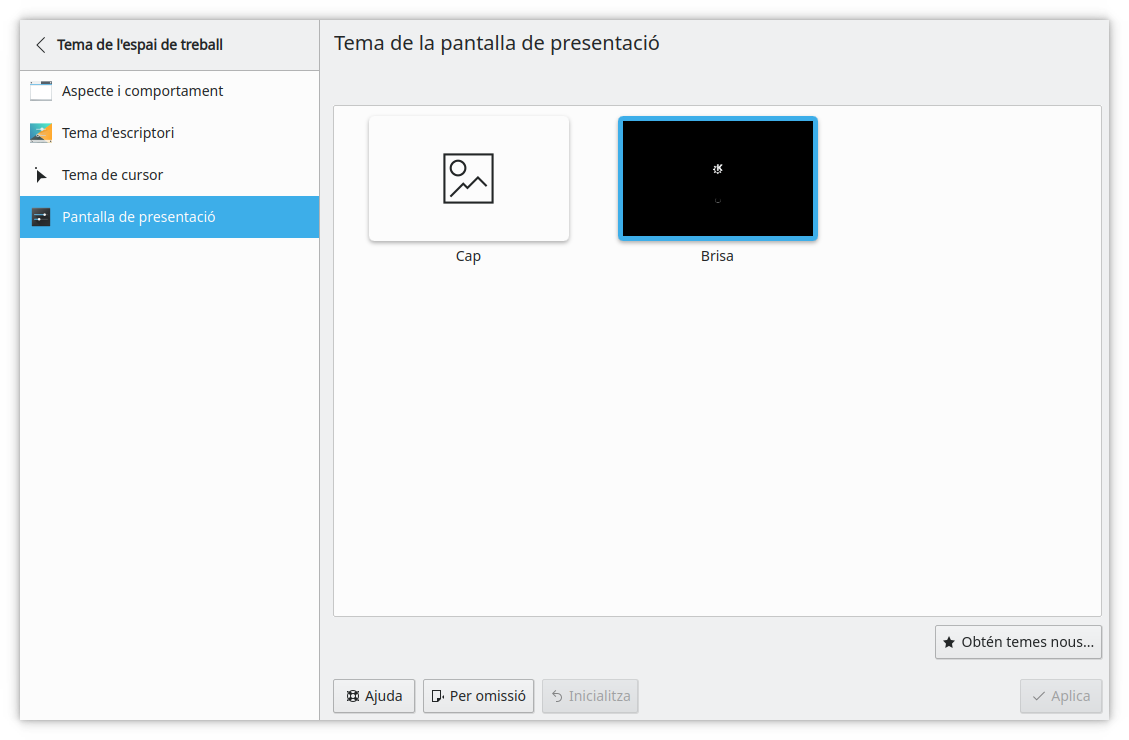 Tema de l'espai de treball
Aspecte i comportament
Tema d'escriptori
Tema de cursor
Pantalla de presentació
Tema de la pantalla de presentació
Cap
Brisa
Obtén temes nous...
Ajuda
Per omissió
Inicialitza
Aplica